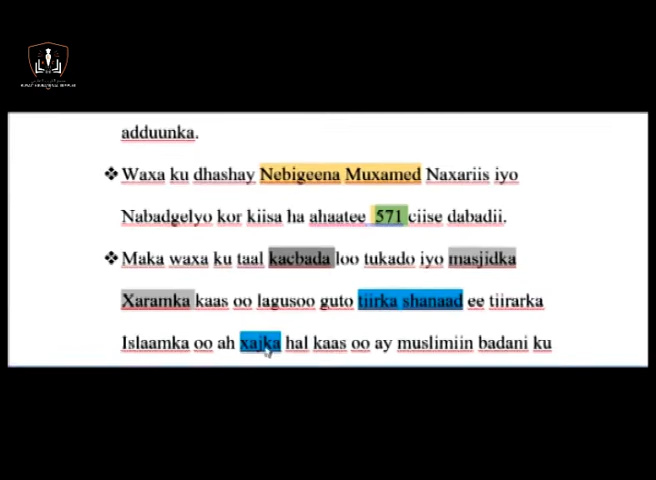 adduunka.
❖ Waxa ku dhashay Nebigeena Muxamed Naxariis iyo
Nabadgelyo kor kiisa ha ahaatee 571 ciise dabadii.
❖ Maka waxa ku taal kacbada loo tukado iyo masjidka
Xaramka kaas oo lagusoo guto tiirka shanaad ee tiirarka
Islaamka oo ah xajka hal kaas oo ay muslimiin badani ku